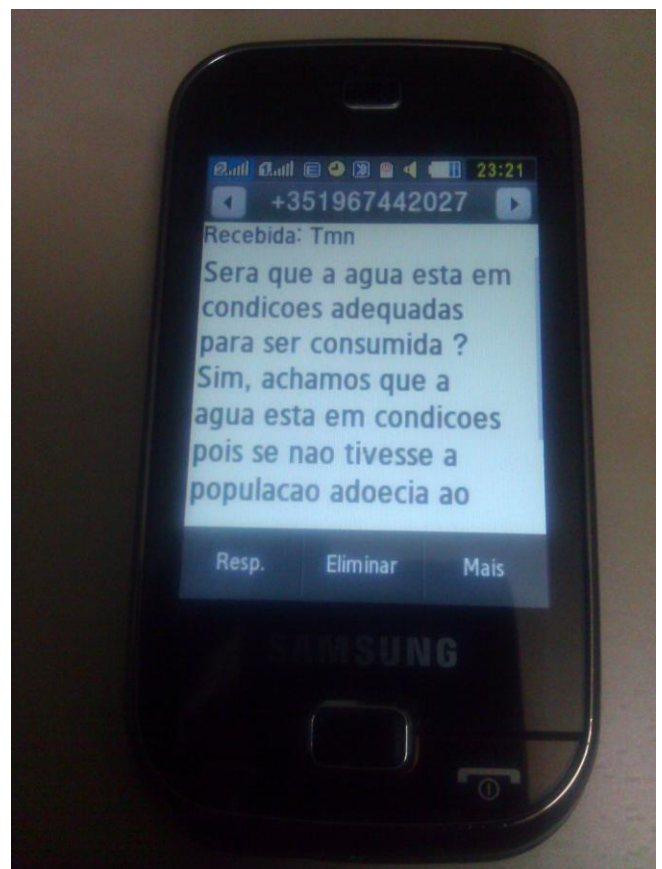 23:21
+351967442027
Recebida: Tmn
Sera que a agua esta em
condicoes adequadas
para ser consumida ?
Sim, achamos que a
agua esta em condicoes
pois se nao tivesse a
populacao adoecia ao
Resp. Eliminar Mais
SAMSUNG